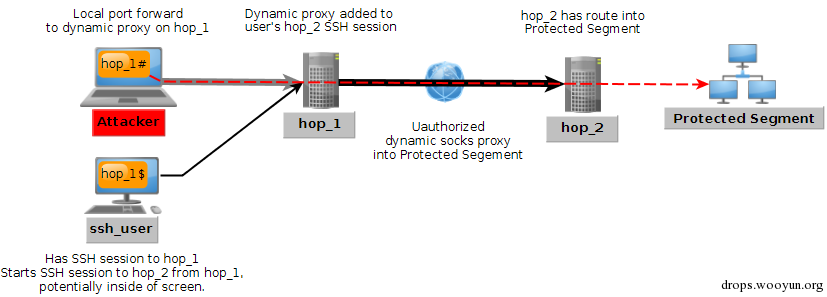 Local port forward
to dynamic proxy on hop_1
Dynamic proxy added to
user's hop_2 SSH session
hop_2 has route into
Protected Segment
hop_1#
Attacker
hop_1
Uauthorized
dynamic socks proxy
into Protected Segement
hop_2
Protected Segment
hop_1$
ssh_user
Has SSH session to hop_1
Starts SSH session to hop_2 from hop_1,
potentially inside of screen.
drops.wooyun.org